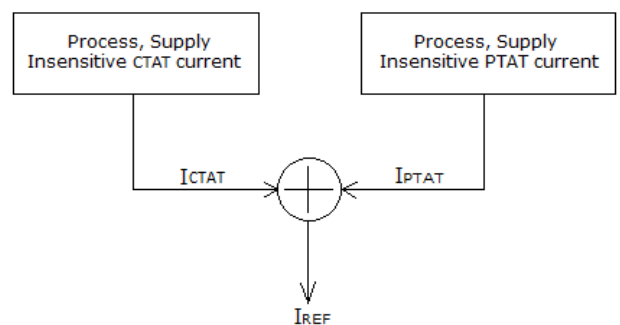 Process, Supply
Insensitive CTAT current
Process, Supply
Insensitive PTAT current
ICTAT
IPTAT
IREF